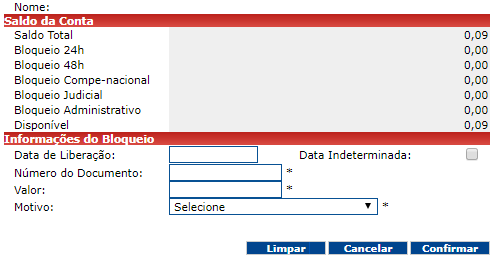 Nome:
Saldo da Conta
Saldo Total 0,09
Bloqueio 24h 0,00
Bloqueio 48h 0,00
Bloqueio Compe-nacional 0,00
Bloqueio Judicial 0,00
Bloqueio Administrativo 0,00
Disponível 0,09
Informações do Bloqueio
Data de Liberação: Data Indeterminada:
Número do Documento: *
Valor: *
Motivo: Selecione *
Limpar Cancelar Confirmar